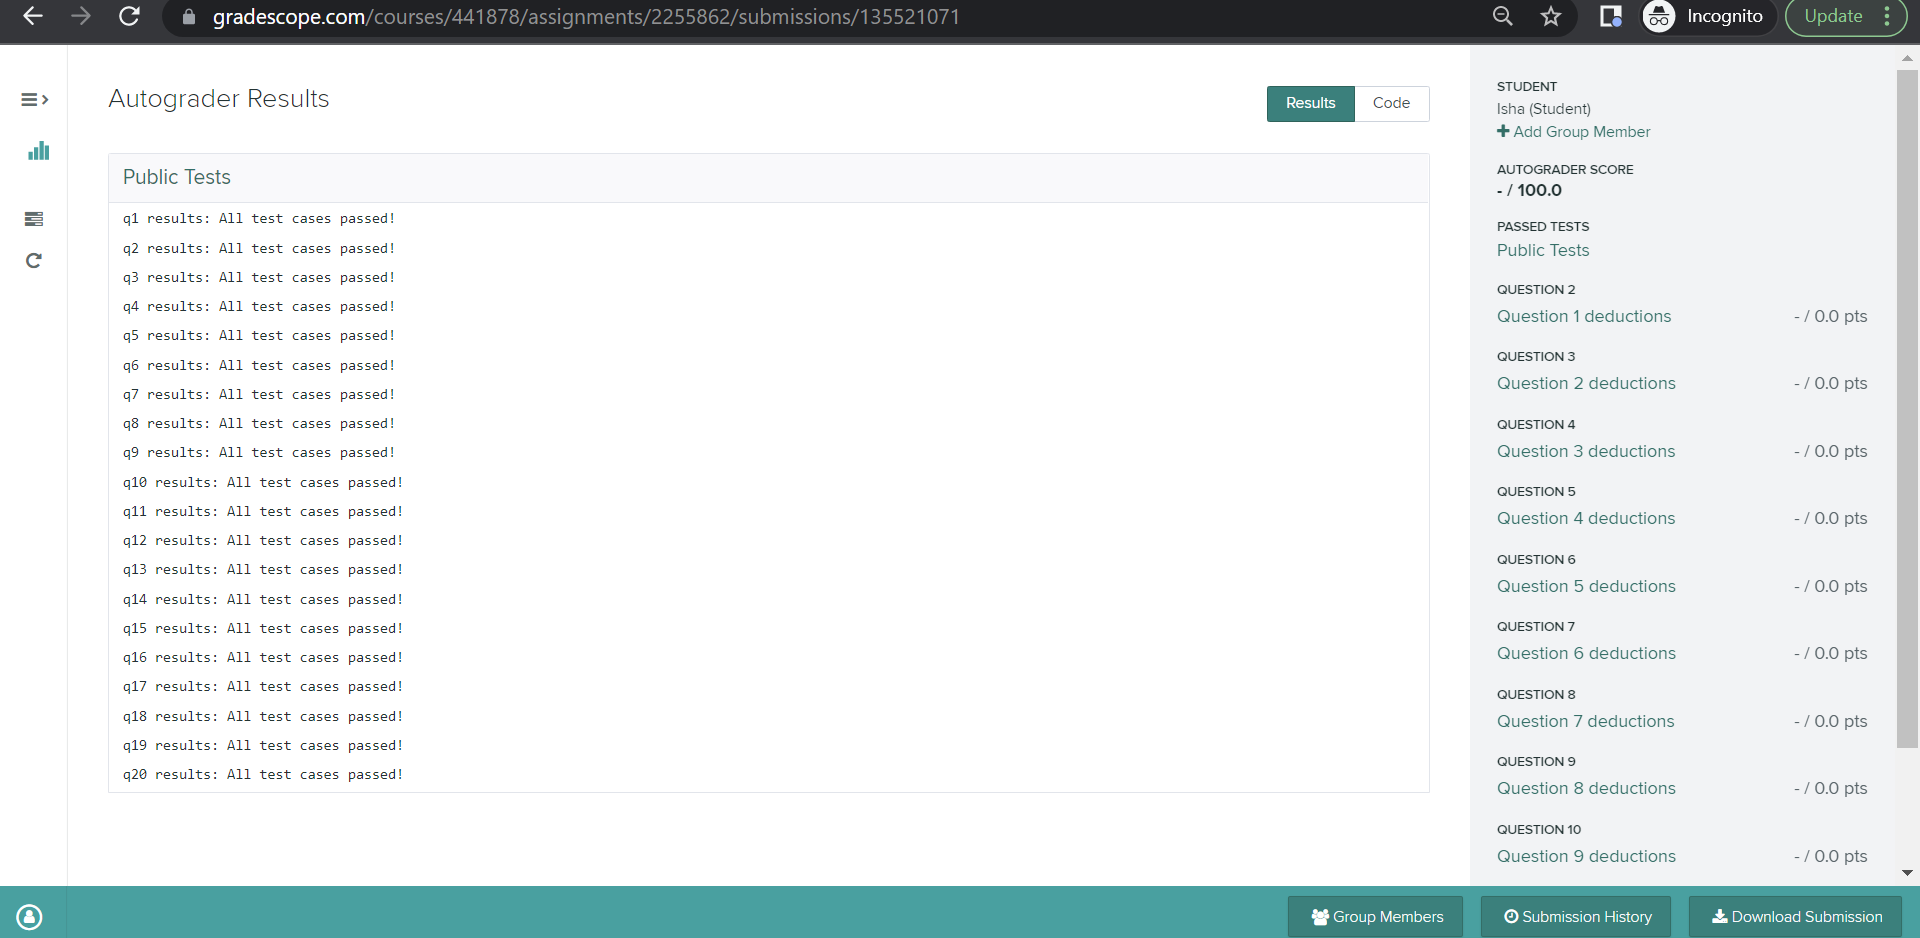 gradescope.com/courses/441878/assignments/2255862/submissions/135521071
Incognito
Update
Autograder Results
Results
Code
Public Tests
q1 results: All test cases passed!
q2 results: All test cases passed!
q3 results: All test cases passed!
q4 results: All test cases passed!
q5 results: All test cases passed!
q6 results: All test cases passed!
q7 results: All test cases passed!
q8 results: All test cases passed!
q9 results: All test cases passed!
q10 results: All test cases passed!
q11 results: All test cases passed!
q12 results: All test cases passed!
q13 results: All test cases passed!
q14 results: All test cases passed!
q15 results: All test cases passed!
q16 results: All test cases passed!
q17 results: All test cases passed!
q18 results: All test cases passed!
q19 results: All test cases passed!
q20 results: All test cases passed!
STUDENT
Isha (Student)
Add Group Member
AUTOGRADER SCORE
- / 100.0
PASSED TESTS
Public Tests
QUESTION 2
Question 1 deductions - / 0.0 pts
QUESTION 3
Question 2 deductions - / 0.0 pts
QUESTION 4
Question 3 deductions - / 0.0 pts
QUESTION 5
Question 4 deductions - / 0.0 pts
QUESTION 6
Question 5 deductions - / 0.0 pts
QUESTION 7
Question 6 deductions - / 0.0 pts
QUESTION 8
Question 7 deductions - / 0.0 pts
QUESTION 9
Question 8 deductions - / 0.0 pts
QUESTION 10
Question 9 deductions - / 0.0 pts
Group Members
Submission History
Download Submission